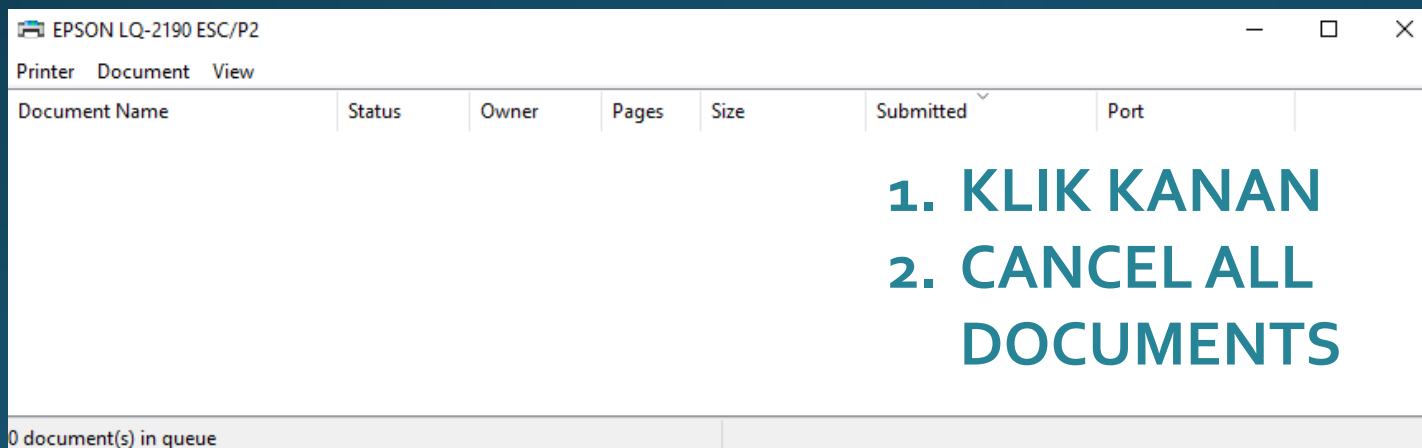 EPSON LQ-2190 ESC/P2
Printer Document View
Document Name Status Owner Pages Size Submitted Port
1. KLIK KANAN
2. CANCEL ALL
DOCUMENTS
0 document(s) in queue